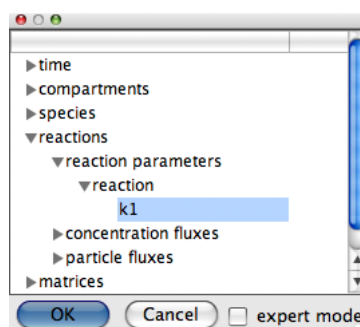 time
compartments
species
reactions
reaction parameters
reaction
k1
concentration fluxes
particle fluxes
matrices
OK Cancel expert mode